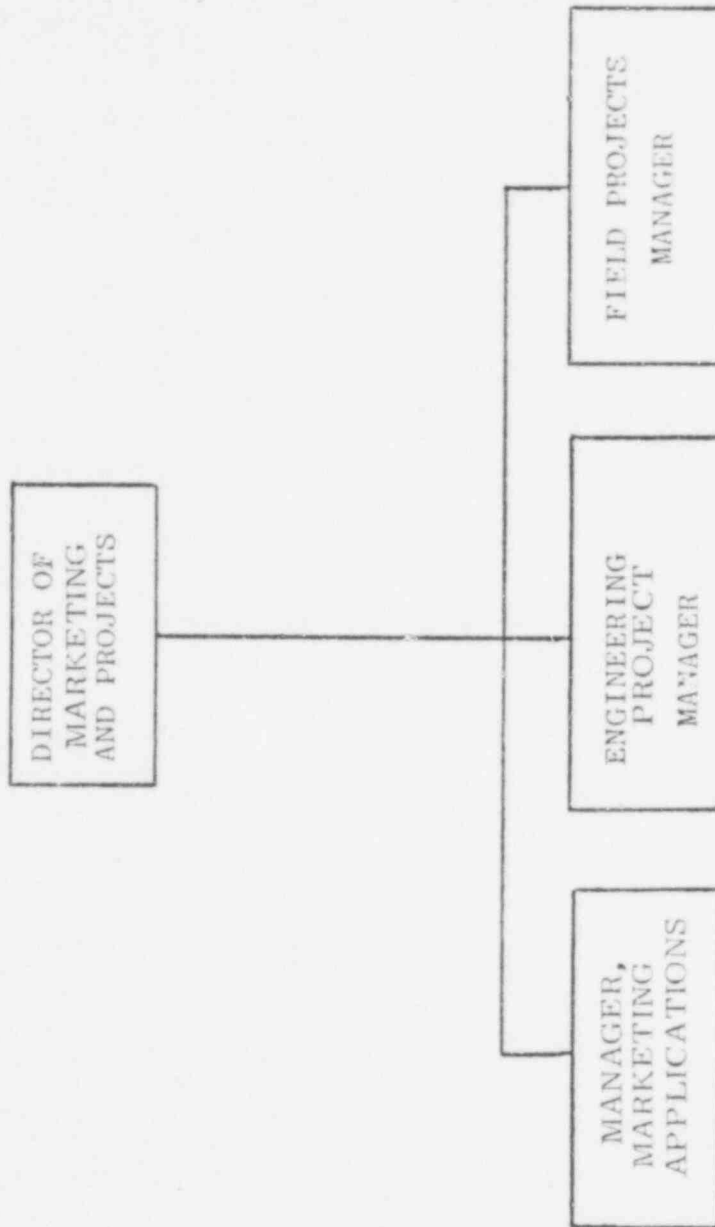 DIRECTOR OF
MARKETING
AND PROJECTS
MANAGER,
MARKETING
APPLICATIONS
ENGINEERING
PROJECT
MANAGER
FIELD PROJECTS
MANAGER